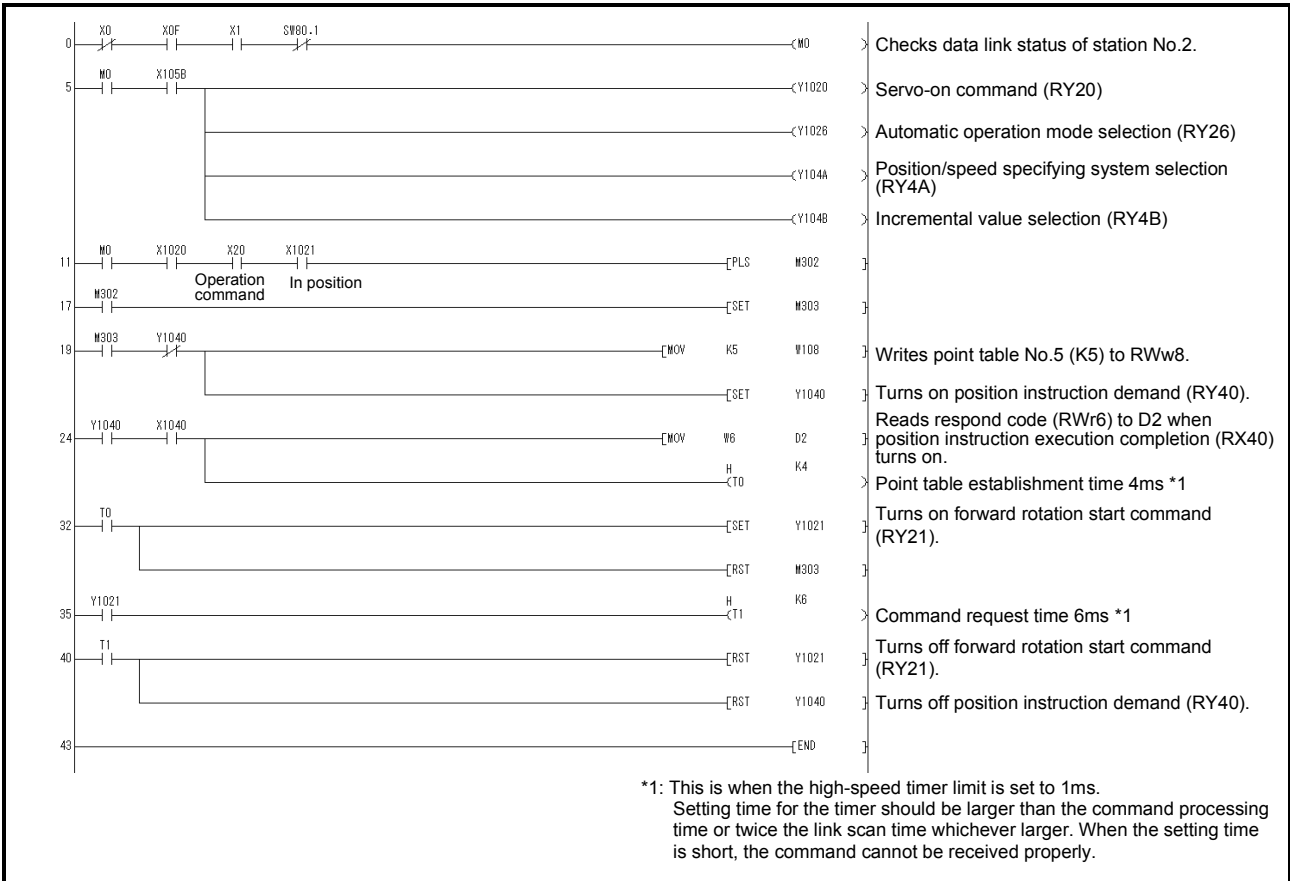 X0 X0F X1 SW80.1
0 (M0 ) Checks data link status of station No.2.
M0 X105B
5 (Y1020 ) Servo-on command (RY20)
(Y1026 ) Automatic operation mode selection (RY26)
(Y104A ) Position/speed specifying system selection
(RY4A)
(Y104B ) Incremental value selection (RY4B)
M0 X1020 X20 X1021
11 [PLS M302 ]
Operation command In position
M302
17 [SET M303 ]
M303 Y1040
19 [MOV K5 W108 ] Writes point table No.5 (K5) to RWw8.
[SET Y1040 ] Turns on position instruction demand (RY40).
Y1040 X1040
24 [MOV W6 D2 ] Reads respond code (RWr6) to D2 when
position instruction execution completion (RX40)
turns on.
H K4
(T0 ) Point table establishment time 4ms *1
T0
32 [SET Y1021 ] Turns on forward rotation start command
(RY21).
[RST M303 ]
Y1021 H K6
35 (T1 ) Command request time 6ms *1
T1
40 [RST Y1021 ] Turns off forward rotation start command
(RY21).
[RST Y1040 ] Turns off position instruction demand (RY40).
43 [END ]
*1: This is when the high-speed timer limit is set to 1ms.
Setting time for the timer should be larger than the command processing
time or twice the link scan time whichever larger. When the setting time
is short, the command cannot be received properly.